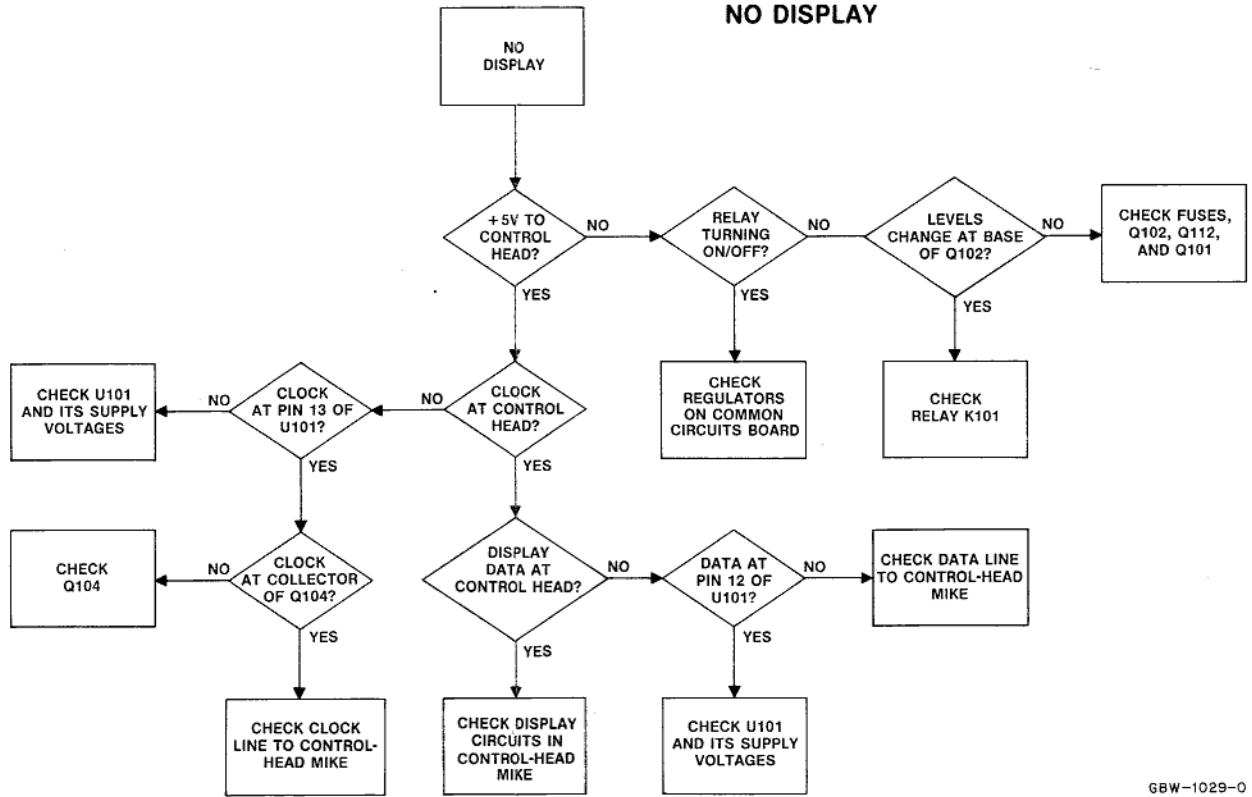 NO DISPLAY
NO
DISPLAY
+5V TO
CONTROL
HEAD?
NO
YES
RELAY
TURNING
ON/OFF?
NO
YES
LEVELS
CHANGE AT BASE
OF Q102?
NO
YES
CHECK FUSES,
Q102, Q112,
AND Q101
CHECK U101
AND ITS SUPPLY
VOLTAGES
NO
CLOCK
AT PIN 13 OF
U101?
YES
NO
CLOCK
AT CONTROL
HEAD?
YES
CHECK
REGULATORS
ON COMMON
CIRCUITS BOARD
CHECK
RELAY K101
CHECK
Q104
NO
CLOCK
AT COLLECTOR
OF Q104?
YES
DISPLAY
DATA AT
CONTROL HEAD?
NO
YES
DATA AT
PIN 12 OF
U101?
NO
YES
CHECK DATA LINE
TO CONTROL-HEAD
MIKE
CHECK CLOCK
LINE TO CONTROL-
HEAD MIKE
CHECK DISPLAY
CIRCUITS IN
CONTROL-HEAD
MIKE
CHECK U101
AND ITS SUPPLY
VOLTAGES
GBW-1029-0